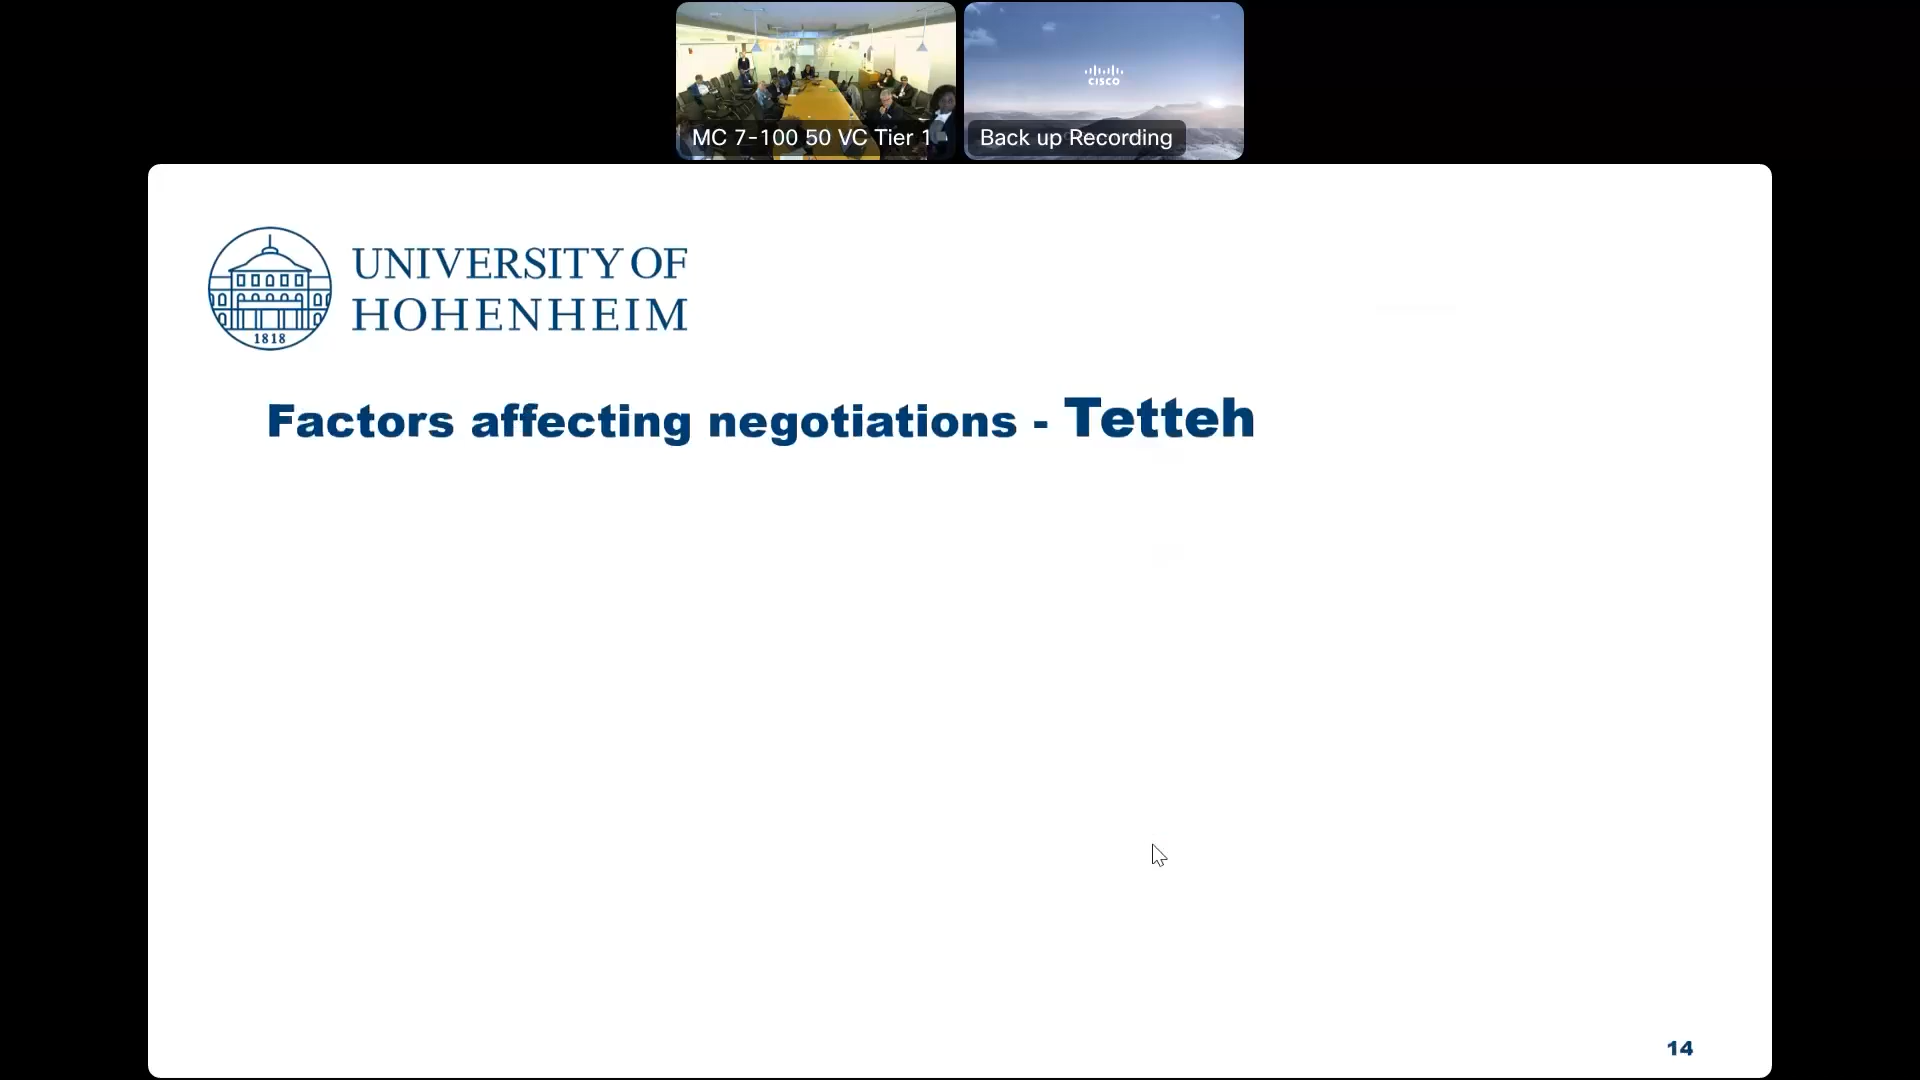 MC 7-100 50 VC Tier 1
CISCO
Back up Recording
UNIVERSITY OF
HOHENHEIM
1818
Factors affecting negotiations - Tetteh
14